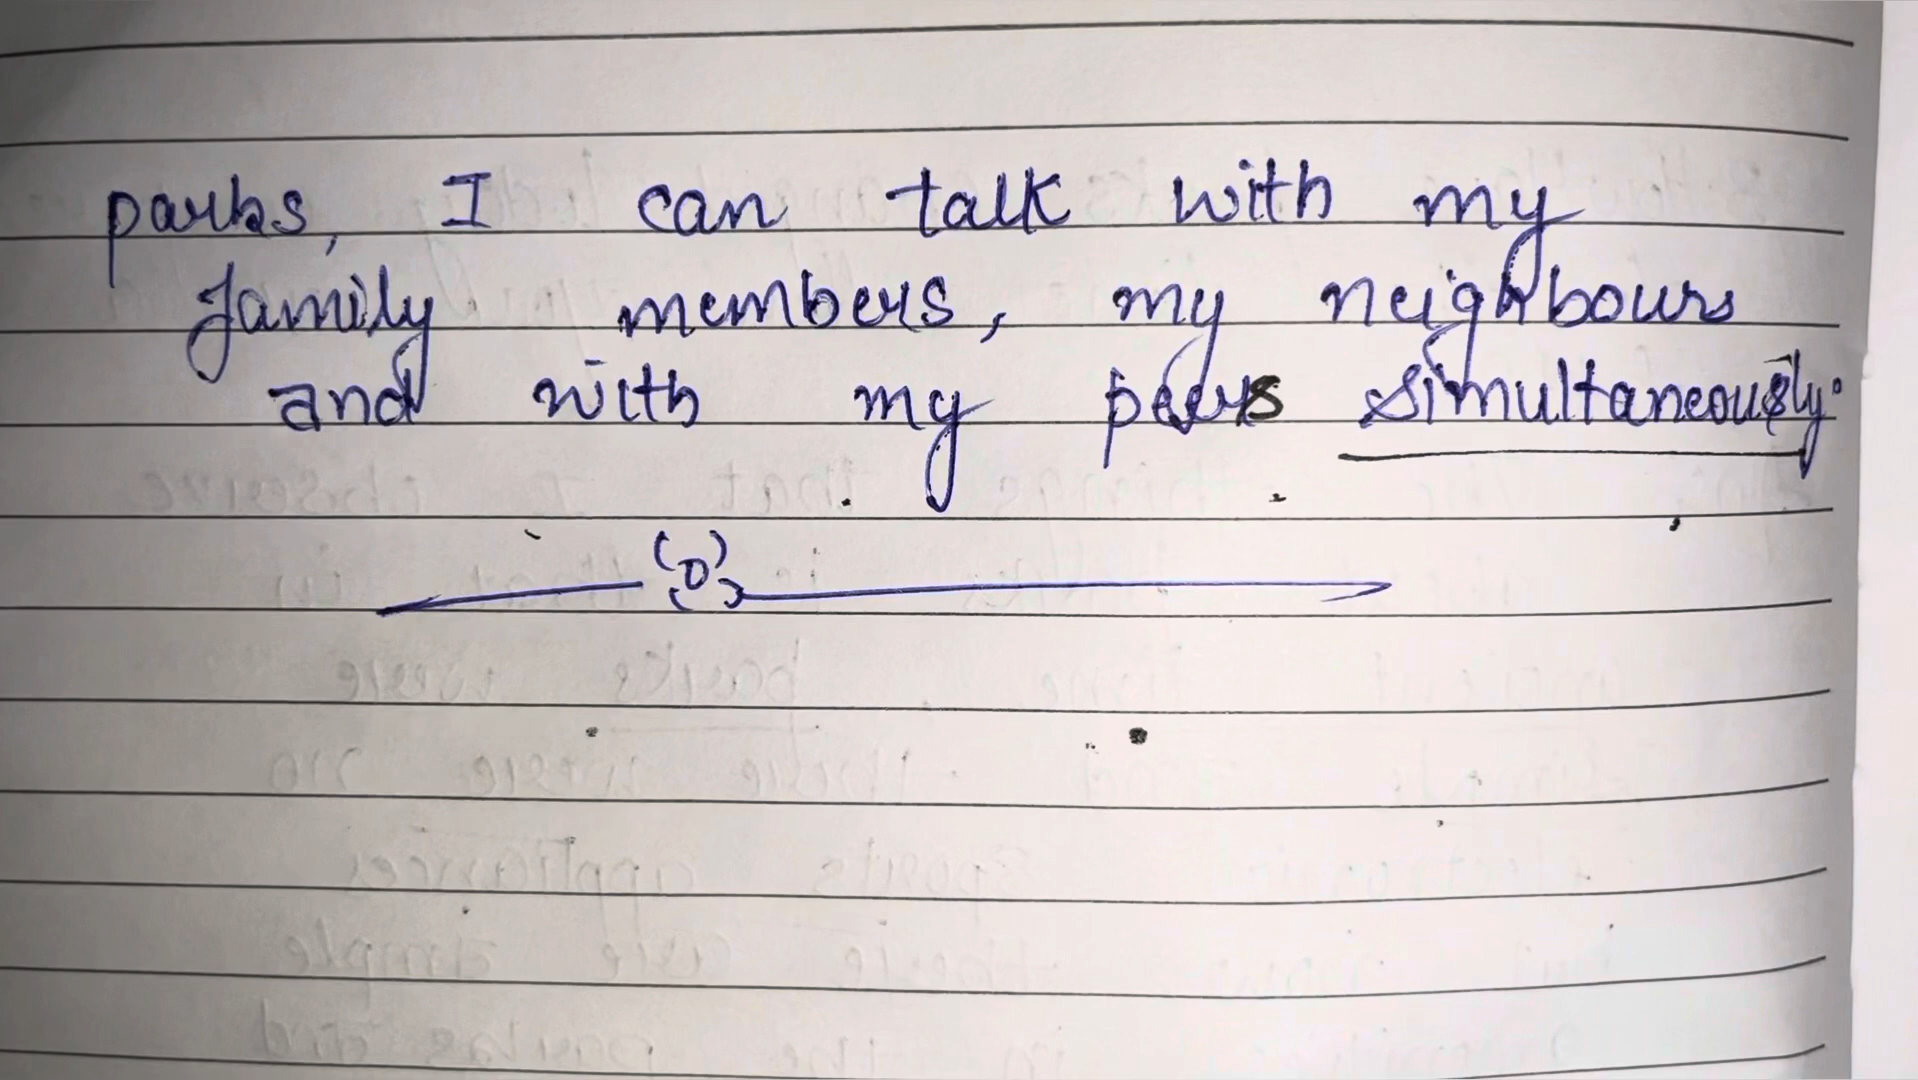 parks, I can talk with my
family members, my neighbours
and with my peers simultaneously.